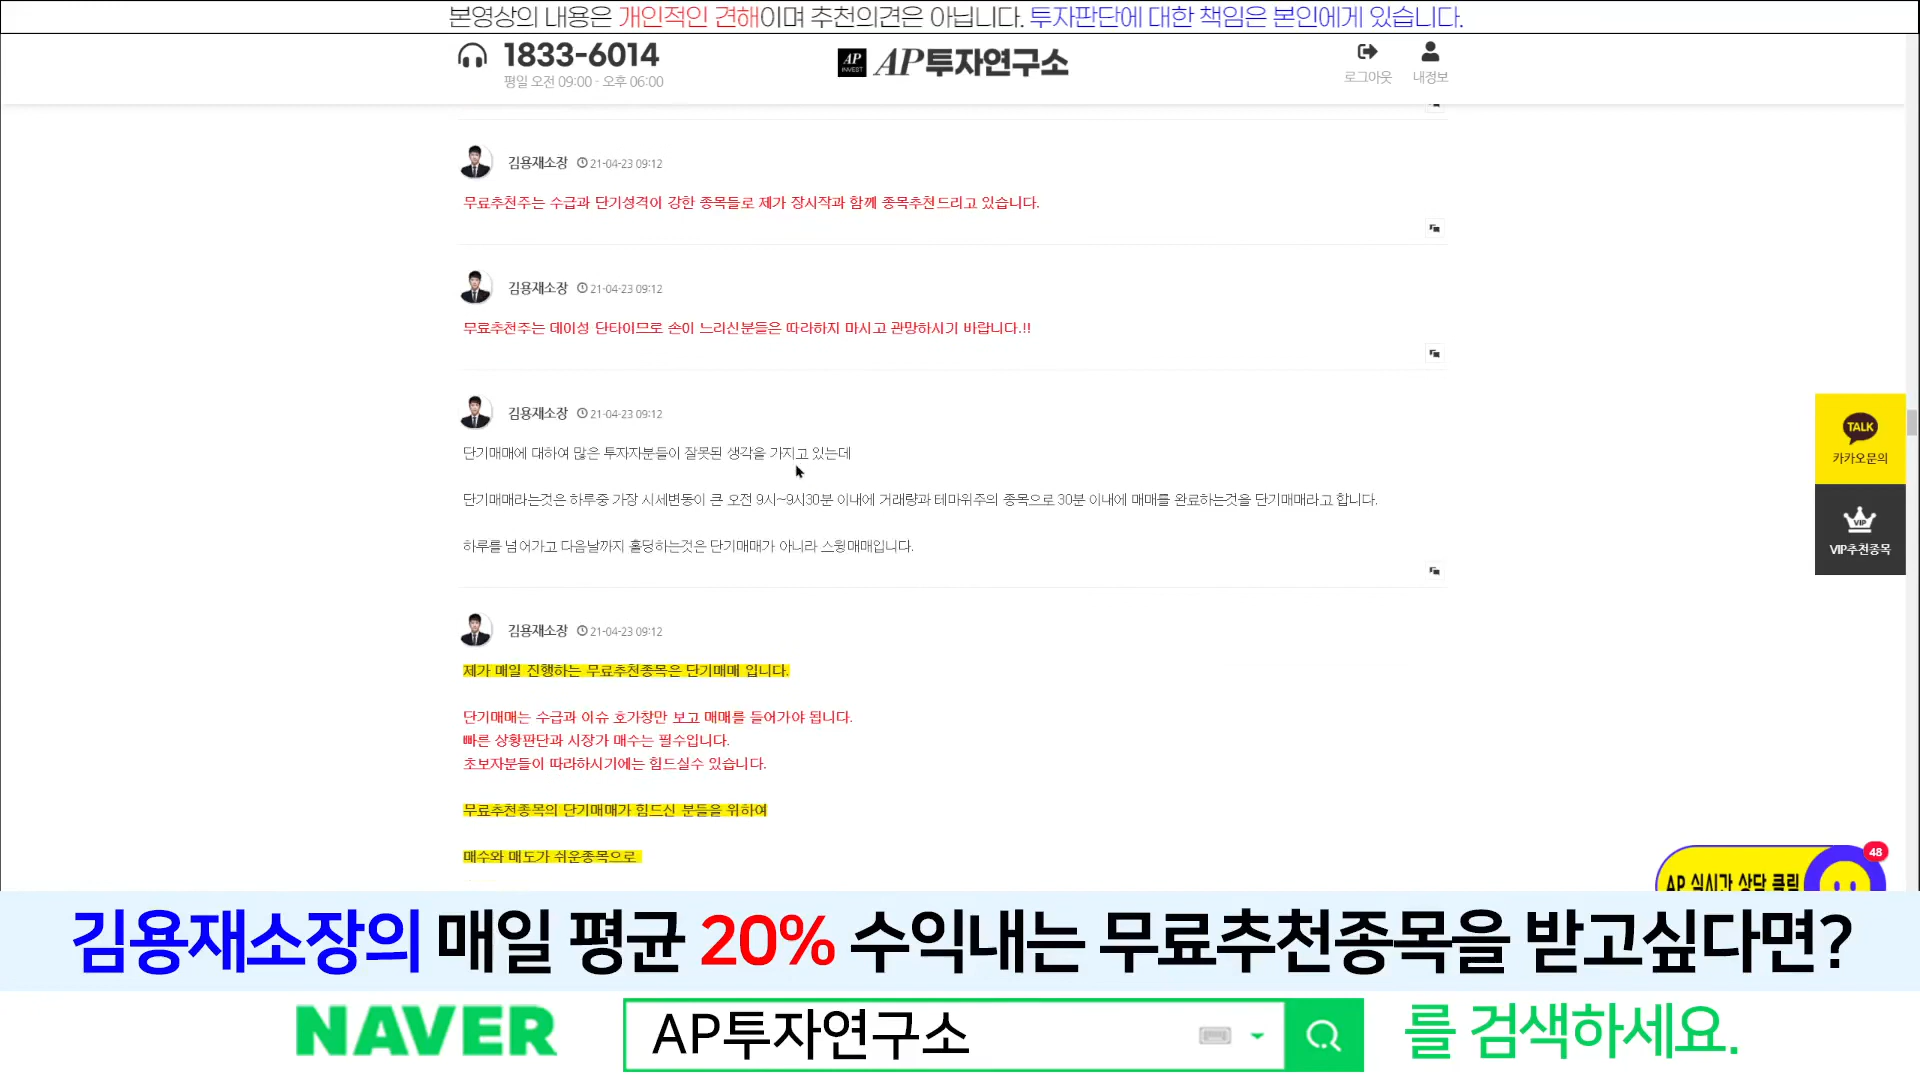 본영상의 내용은 개인적인 견해이며 추천의견은 아닙니다. 투자판단에 대한 책임은 본인에게 있습니다.
1833-6014
평일 오전 09:00 - 오후 06:00
AP INVEST AP투자연구소
로그아웃 내정보
김용재소장 21-04-23 09:12
무료추천주는 수급과 단기성격이 강한 종목들로 제가 장시작과 함께 종목추천드리고 있습니다.
김용재소장 21-04-23 09:12
무료추천주는 데이성 단타이므로 손이 느리신분들은 따라하지 마시고 관망하시기 바랍니다.!!
김용재소장 21-04-23 09:12
단기매매에 대하여 많은 투자자분들이 잘못된 생각을 가지고 있는데
단기매매라는것은 하루중 가장 시세변동이 큰 오전 9시~9시30분 이내에 거래량과 테마위주의 종목으로 30분 이내에 매매를 완료하는것을 단기매매라고 합니다.
하루를 넘어가고 다음날까지 홀딩하는것은 단기매매가 아니라 스윙매매입니다.
TALK
카카오문의
VIP
VIP추천종목
김용재소장 21-04-23 09:12
제가 매일 진행하는 무료추천종목은 단기매매 입니다.
단기매매는 수급과 이슈 호가창만 보고 매매를 들어가야 됩니다.
빠른 상황판단과 시장가 매수는 필수입니다.
초보자분들이 따라하시기에는 힘드실수 있습니다.
무료추천종목의 단기매매가 힘드신 분들을 위하여
매수와 매도가 쉬운종목으로
48
AP 실시간 상담 클릭
김용재소장의 매일 평균 20% 수익내는 무료추천종목을 받고싶다면?
NAVER AP투자연구소 를 검색하세요.